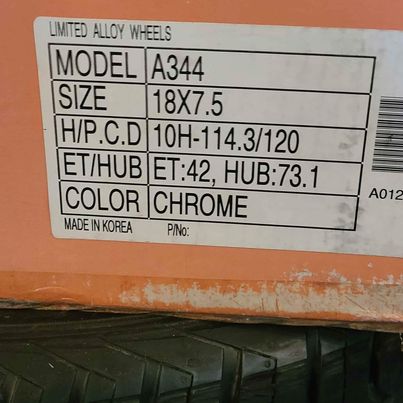 LIMITED ALLOY WHEELS
MODEL A344
SIZE 18X7.5
H/P.C.D 10H-114.3/120
ET/HUB ET:42, HUB:73.1
COLOR CHROME
MADE IN KOREA P/No:
A012